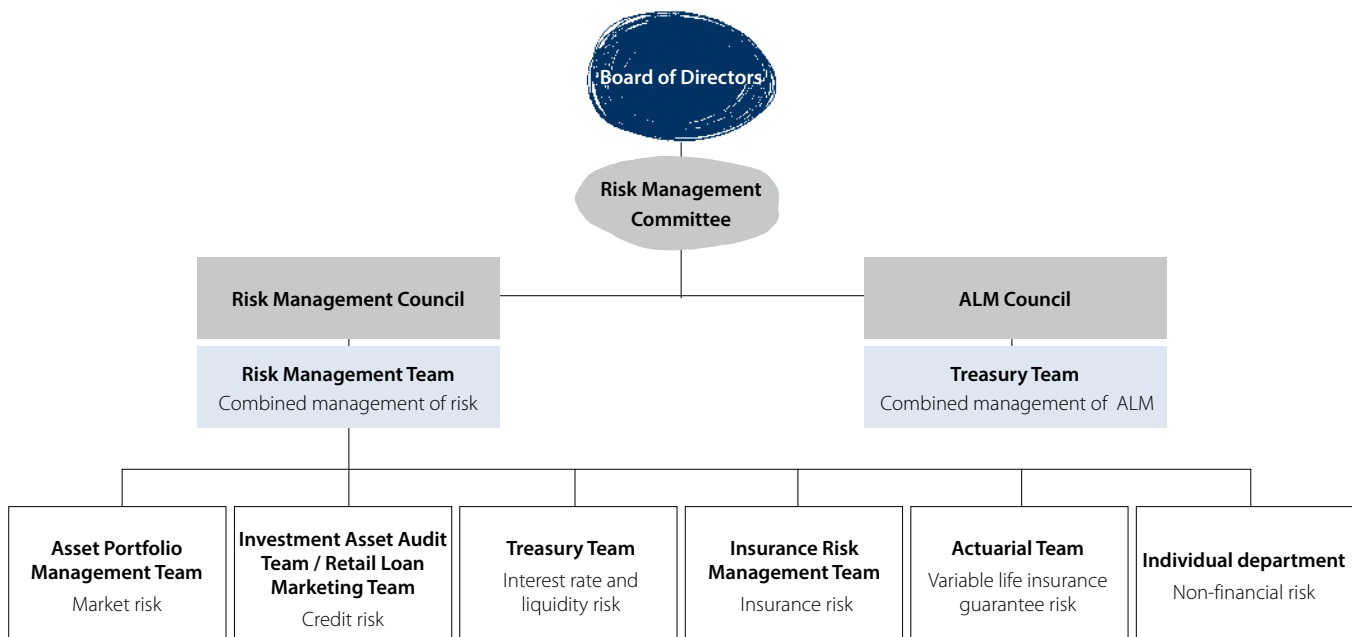 Board of Directors
Risk Management
Committee
Risk Management Council
ALM Council
Risk Management Team
Combined management of risk
Treasury Team
Combined management of ALM
Asset Portfolio
Management Team
Market risk
Investment Asset Audit
Team / Retail Loan
Marketing Team
Credit risk
Treasury Team
Interest rate and
liquidity risk
Insurance Risk
Management Team
Insurance risk
Actuarial Team
Variable life insurance
guarantee risk
Individual department
Non-financial risk